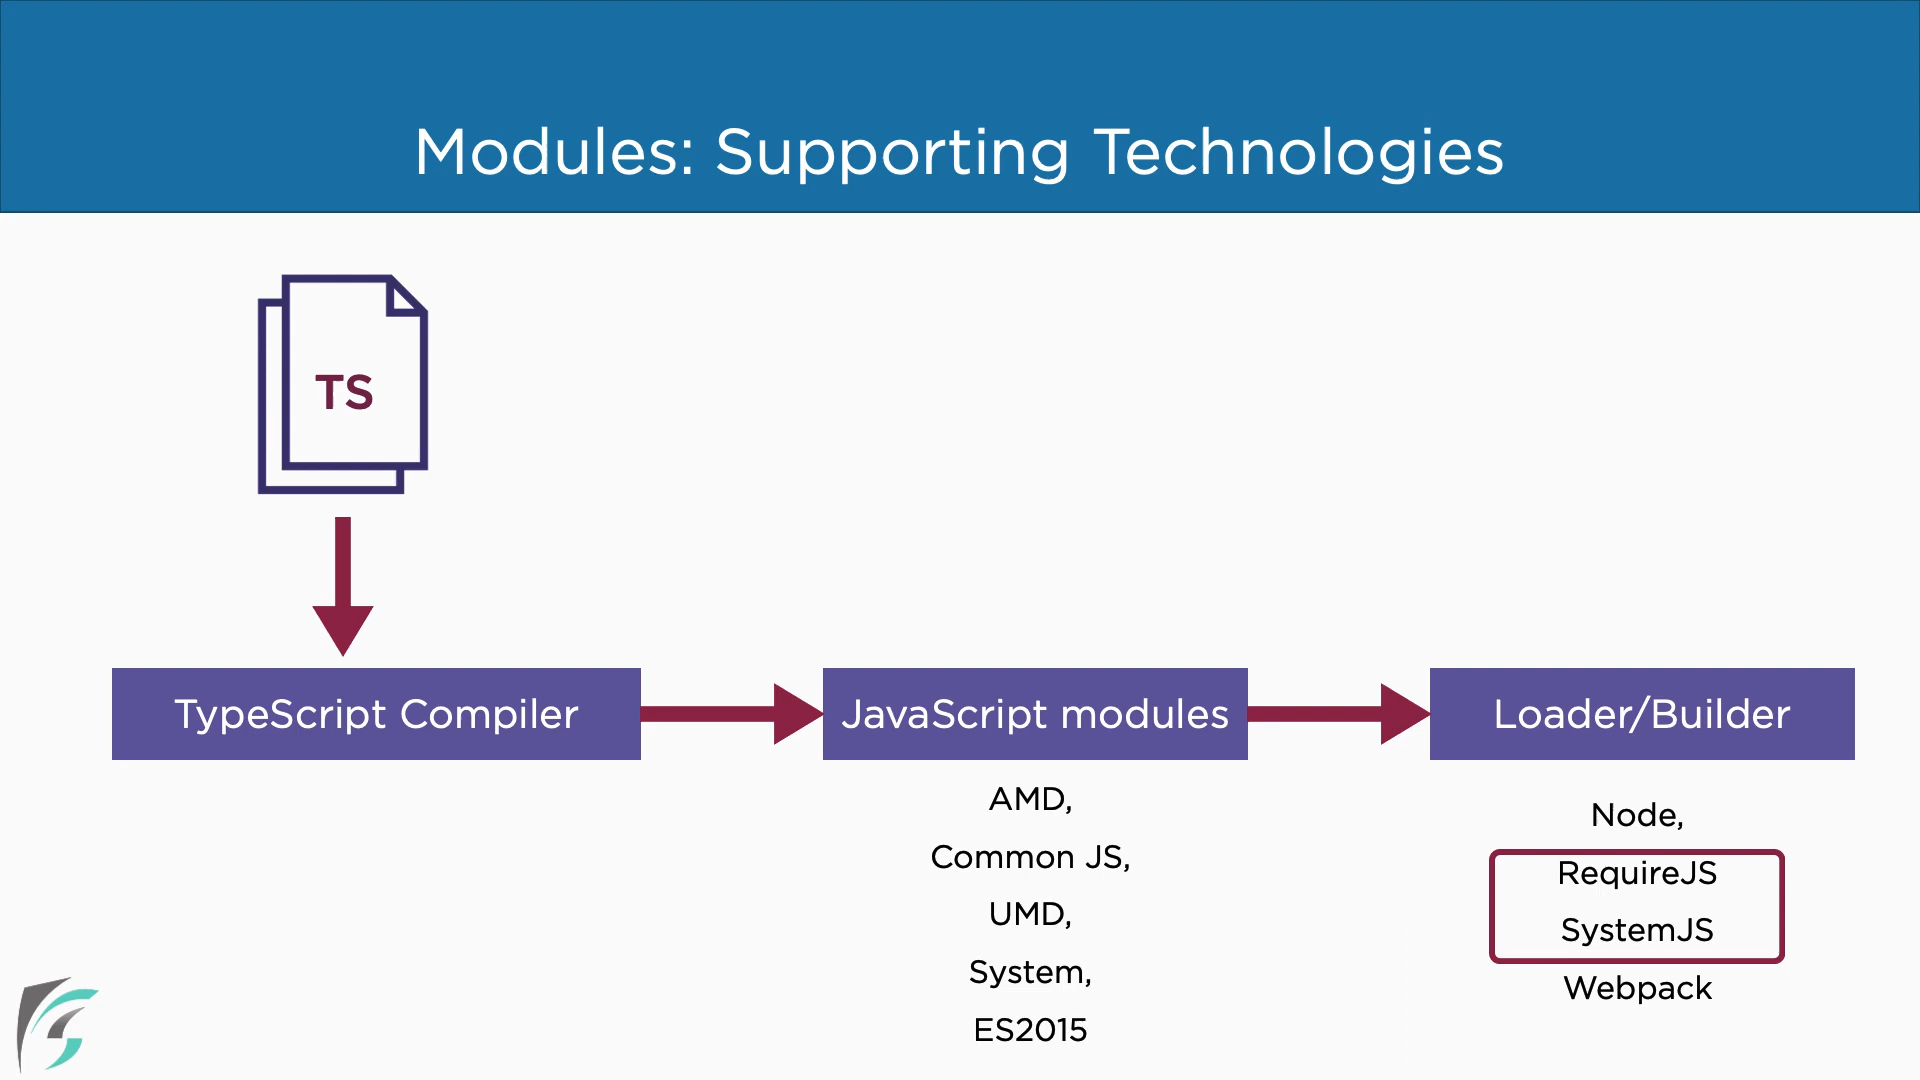 Modules: Supporting Technologies
TS
TypeScript Compiler
JavaScript modules
Loader/Builder
AMD,
Common JS,
UMD,
System,
ES2015
Node,
RequireJS
SystemJS
Webpack